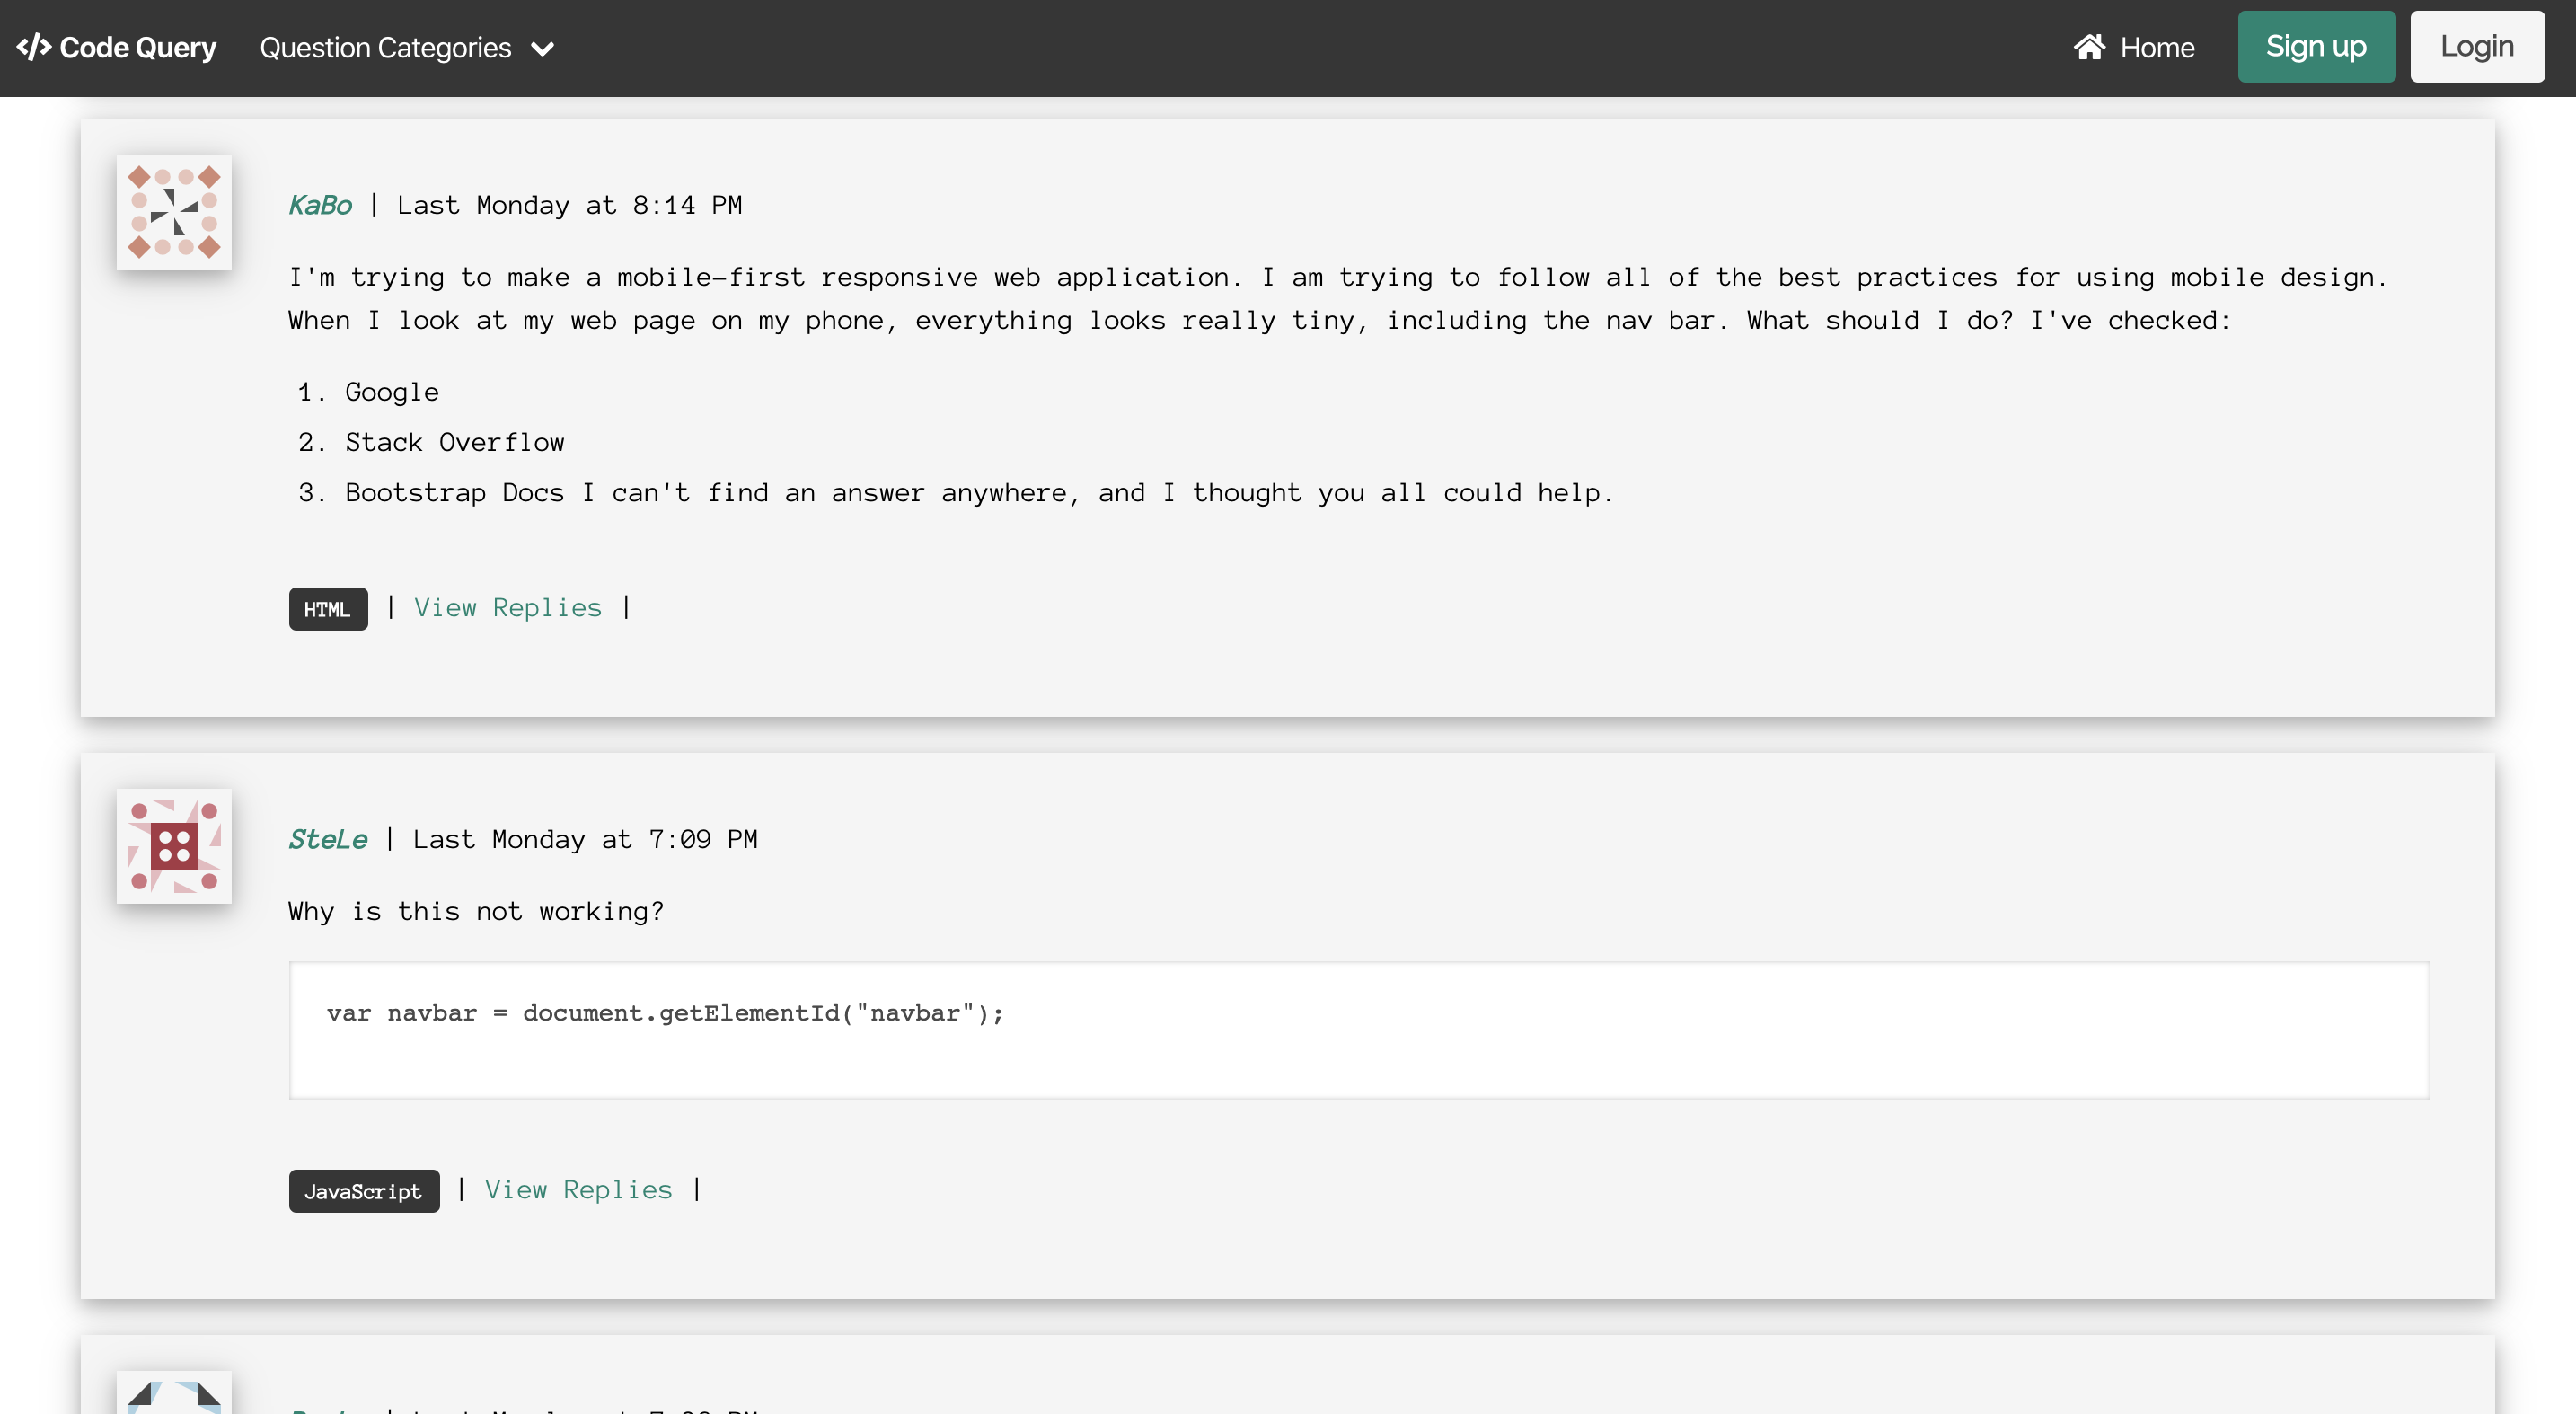 </> Code Query Question Categories Home Sign up Login
KaBo | Last Monday at 8:14 PM
I'm trying to make a mobile-first responsive web application. I am trying to follow all of the best practices for using mobile design.
When I look at my web page on my phone, everything looks really tiny, including the nav bar. What should I do? I've checked:
1. Google
2. Stack Overflow
3. Bootstrap Docs I can't find an answer anywhere, and I thought you all could help.
HTML | View Replies |
SteLe | Last Monday at 7:09 PM
Why is this not working?
var navbar = document.getElementId("navbar");
JavaScript | View Replies |